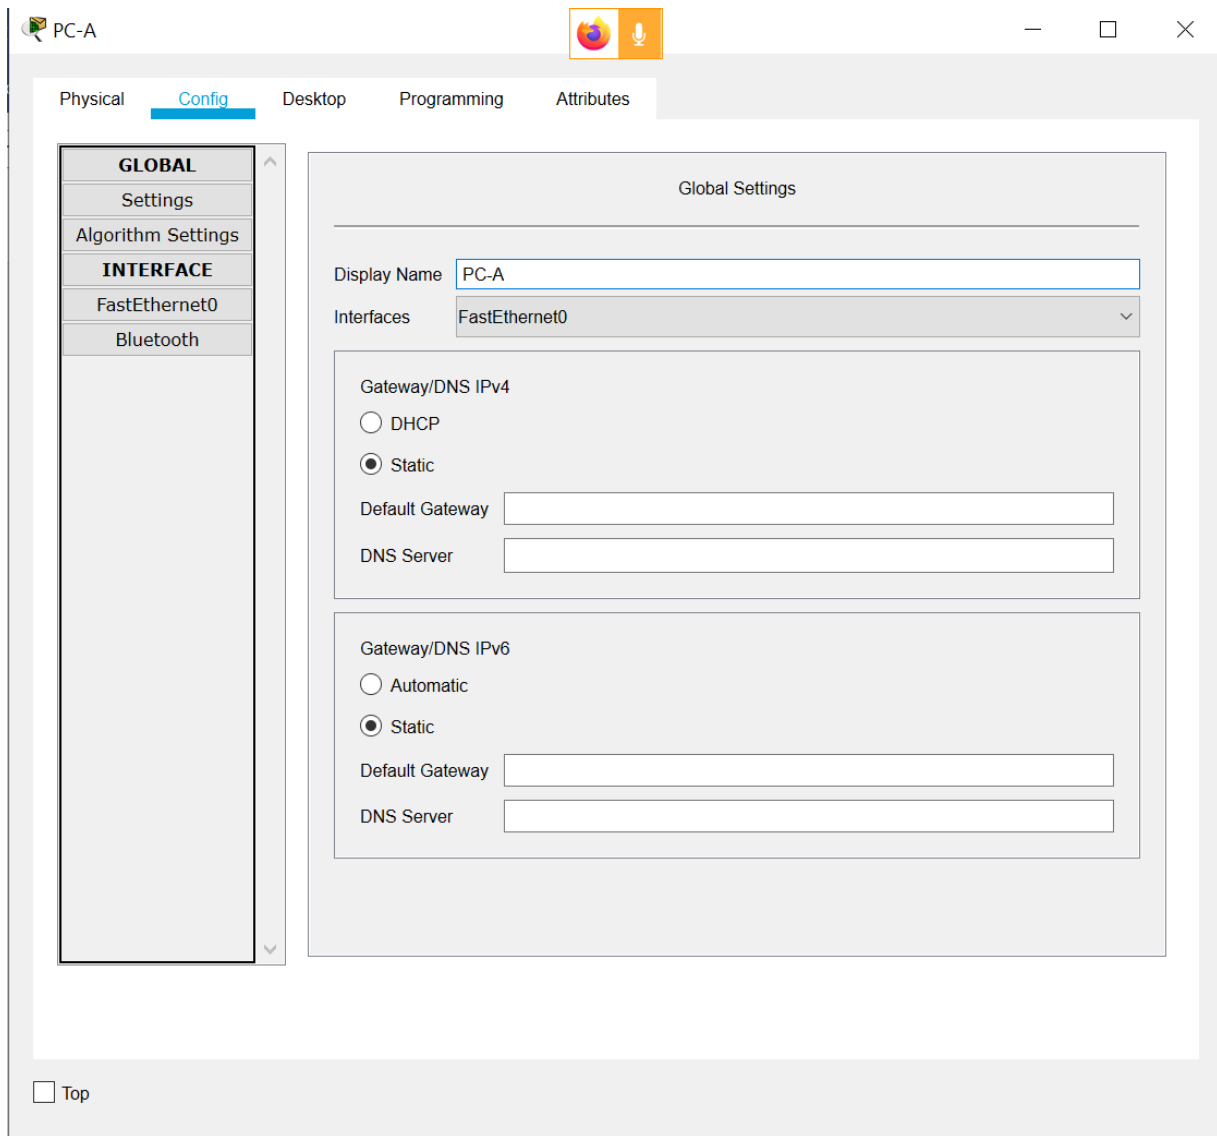 PC-A
Physical Config Desktop Programming Attributes
GLOBAL
Settings
Algorithm Settings
INTERFACE
FastEthernet0
Bluetooth
Global Settings
Display Name PC-A
Interfaces FastEthernet0
Gateway/DNS IPv4
DHCP
Static
Default Gateway
DNS Server
Gateway/DNS IPv6
Automatic
Static
Default Gateway
DNS Server
Top